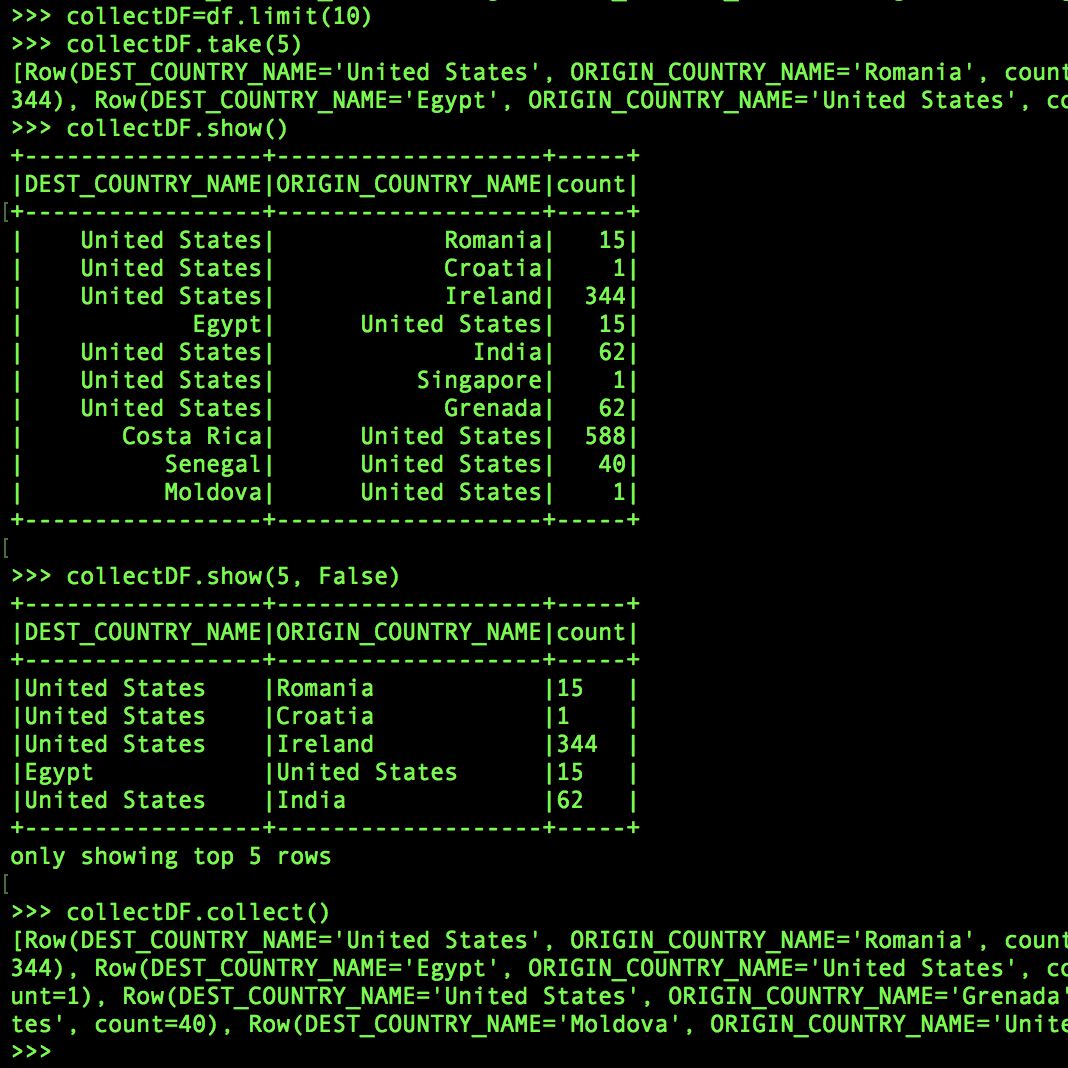 >>> collectDF=df.limit(10)
>>> collectDF.take(5)
[Row(DEST_COUNTRY_NAME='United States', ORIGIN_COUNTRY_NAME='Romania', count
344), Row(DEST_COUNTRY_NAME='Egypt', ORIGIN_COUNTRY_NAME='United States', co
>>> collectDF.show()
+-----------------+-------------------+-----+
|DEST_COUNTRY_NAME|ORIGIN_COUNTRY_NAME|count|
[+-----------------+-------------------+-----+
|    United States|            Romania|   15|
|    United States|            Croatia|    1|
|    United States|            Ireland|  344|
|            Egypt|      United States|   15|
|    United States|              India|   62|
|    United States|          Singapore|    1|
|    United States|            Grenada|   62|
|       Costa Rica|      United States|  588|
|          Senegal|      United States|   40|
|          Moldova|      United States|    1|
+-----------------+-------------------+-----+
[
>>> collectDF.show(5, False)
+-----------------+-------------------+-----+
|DEST_COUNTRY_NAME|ORIGIN_COUNTRY_NAME|count|
+-----------------+-------------------+-----+
|United States    |Romania            |15   |
|United States    |Croatia            |1    |
|United States    |Ireland            |344  |
|Egypt            |United States      |15   |
|United States    |India              |62   |
+-----------------+-------------------+-----+
only showing top 5 rows
[
>>> collectDF.collect()
[Row(DEST_COUNTRY_NAME='United States', ORIGIN_COUNTRY_NAME='Romania', count
344), Row(DEST_COUNTRY_NAME='Egypt', ORIGIN_COUNTRY_NAME='United States', co
unt=1), Row(DEST_COUNTRY_NAME='United States', ORIGIN_COUNTRY_NAME='Grenada'
tes', count=40), Row(DEST_COUNTRY_NAME='Moldova', ORIGIN_COUNTRY_NAME='Unite
>>>